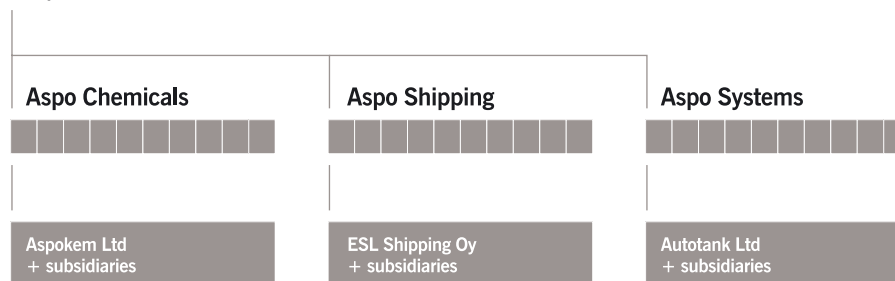 Aspo Chemicals
Aspo Shipping
Aspo Systems
Aspokem Ltd
+ subsidiaries
ESL Shipping Oy
+ subsidiaries
Autotank Ltd
+ subsidiaries